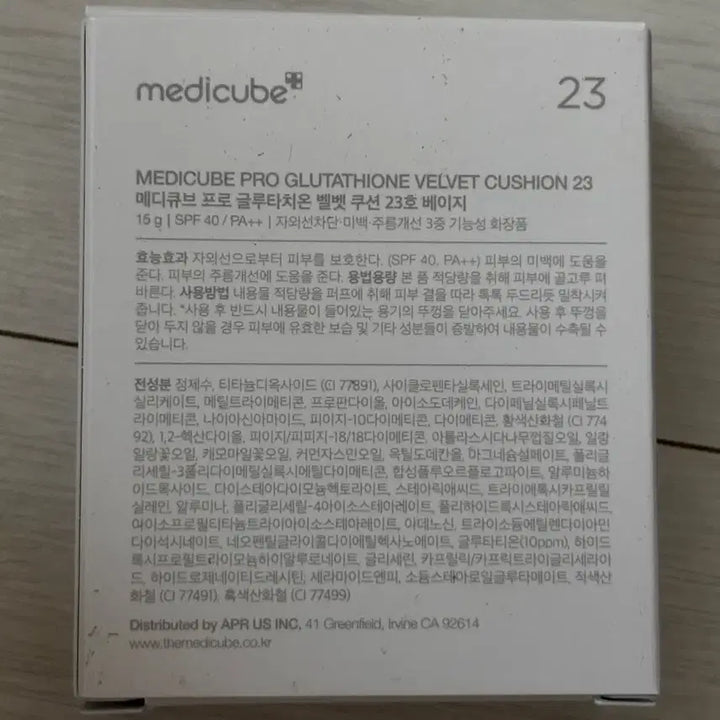 medicube
23
MEDICUBE PRO GLUTATHIONE VELVET CUSHION 23
메디큐브 프로 글루타치온 벨벳 쿠션 23호 베이지
15 g | SPF 40 / PA++ | 자외선차단·미백·주름개선 3중 기능성 화장품
효능효과 자외선으로부터 피부를 보호한다. (SPF 40, PA++) 피부의 미백에 도움을
준다. 피부의 주름개선에 도움을 준다. 용법용량 본 품 적당량을 취해 피부에 골고루 펴
바른다. 사용방법 내용물 적당량을 퍼프에 취해 피부 결을 따라 톡톡 두드리듯 밀착시켜
줍니다. *사용 후 반드시 내용물이 들어있는 용기의 뚜껑을 닫아주세요. 사용 후 뚜껑을
닫아 두지 않을 경우 피부에 유효한 보습 및 기타 성분들이 증발하여 내용물이 수축될 수
있습니다.
전성분 정제수, 티타늄디옥사이드 (CI 77891), 사이클로펜타실록세인, 트라이메틸실록시
실리케이트, 메틸트라이메티콘, 프로판다이올, 아이소도데케인, 다이페닐실록시페닐트
라이메티콘, 나이아신아마이드, 피이지-10다이메티콘, 다이메티콘, 황색산화철 (CI 774
92), 1,2-헥산다이올, 피이지/피피지-18/18다이메티콘, 아틀라스시다나무껍질오일, 일랑
일랑꽃오일, 캐모마일꽃오일, 커먼자스민오일, 옥틸도데칸올, 마그네슘설페이트, 폴리글
리세릴-3폴리다이메틸실록시에틸다이메티콘, 합성플루오르플로고파이트, 알루미늄하
이드록사이드, 다이스테아다이모늄헥토라이트, 스테아릭애씨드, 트라이에톡시카프릴릴
실레인, 알루미나, 폴리글리세릴-4아이소스테아레이트, 폴리하이드록시스테아릭애씨드,
아이소프로필티타늄트라이아이소스테아레이트, 아데노신, 트라이소듐에틸렌다이아민
다이석시네이트, 네오펜틸글라이콜다이에틸헥사노에이트, 글루타티온(10ppm), 하이드
록시프로필트라이모늄하이알루로네이트, 글리세린, 카프릴릭/카프릭트라이글리세라이
드, 하이드로제네이티드레시틴, 세라마이드엔피, 소듐스테아로일글루타메이트, 적색산
화철 (CI 77491), 흑색산화철 (CI 77499)
Distributed by APR US INC, 41 Greenfield, Irvine CA 92614
www.themedicube.co.kr